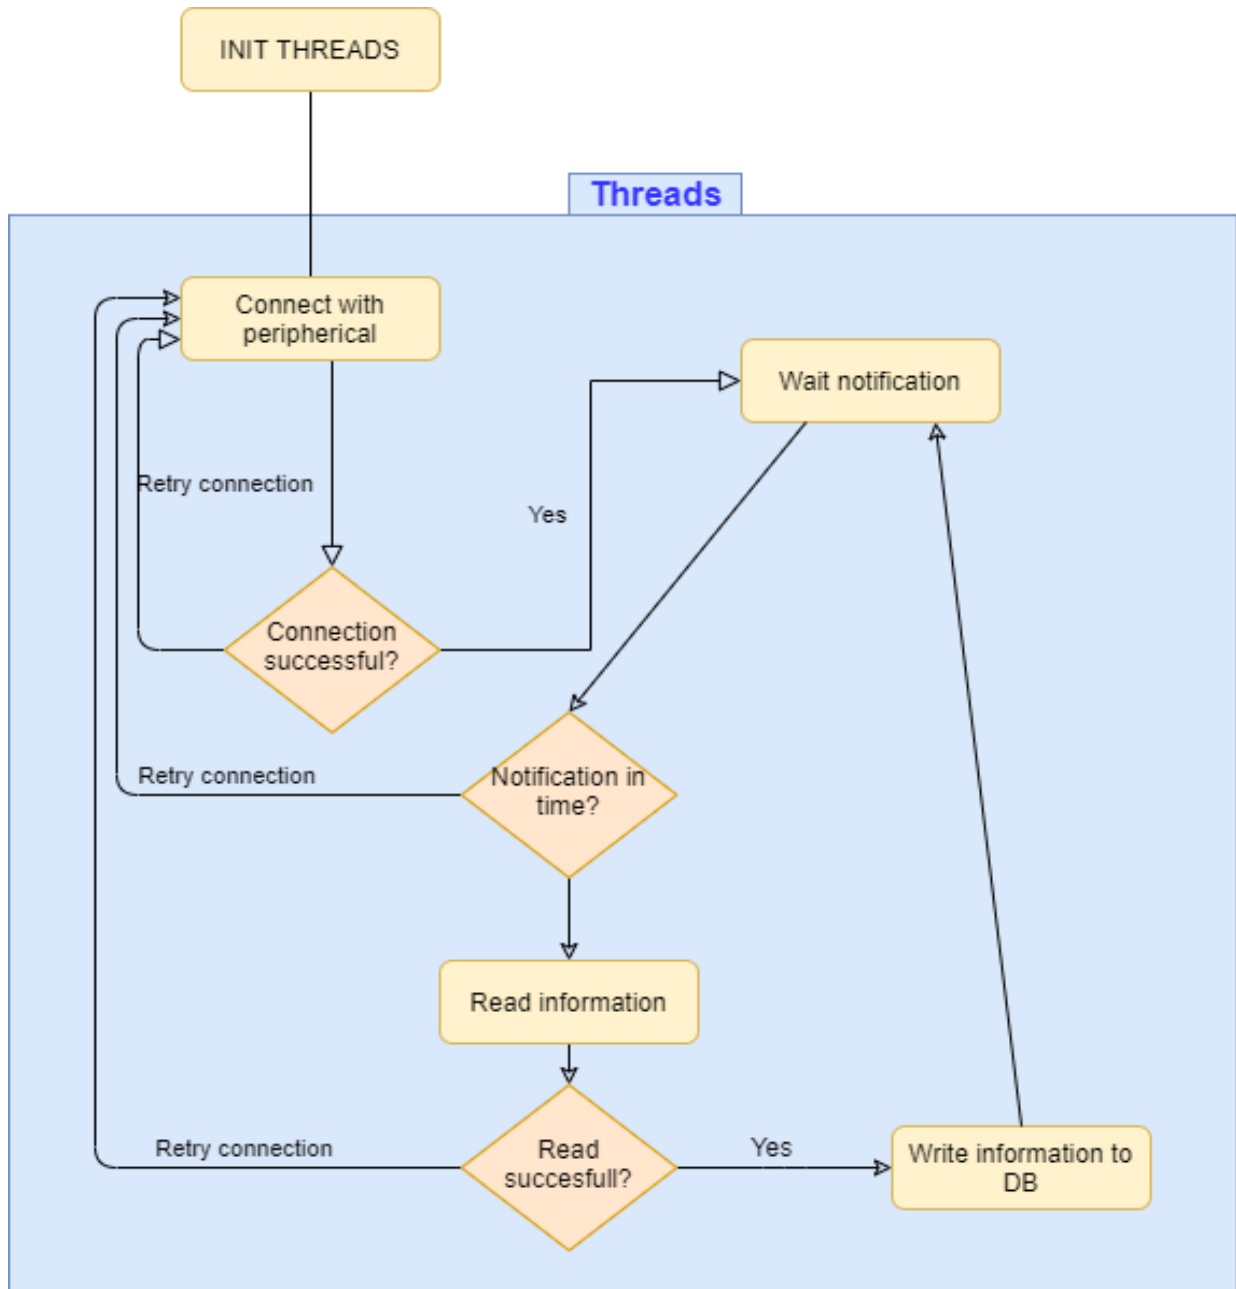 INIT THREADS
Threads
Connect with
peripherical
Wait notification
Retry connection
Yes
Connection
successful?
Retry connection
Notification in
time?
Read information
Retry connection
Read
succesfull?
Yes
Write information to
DB